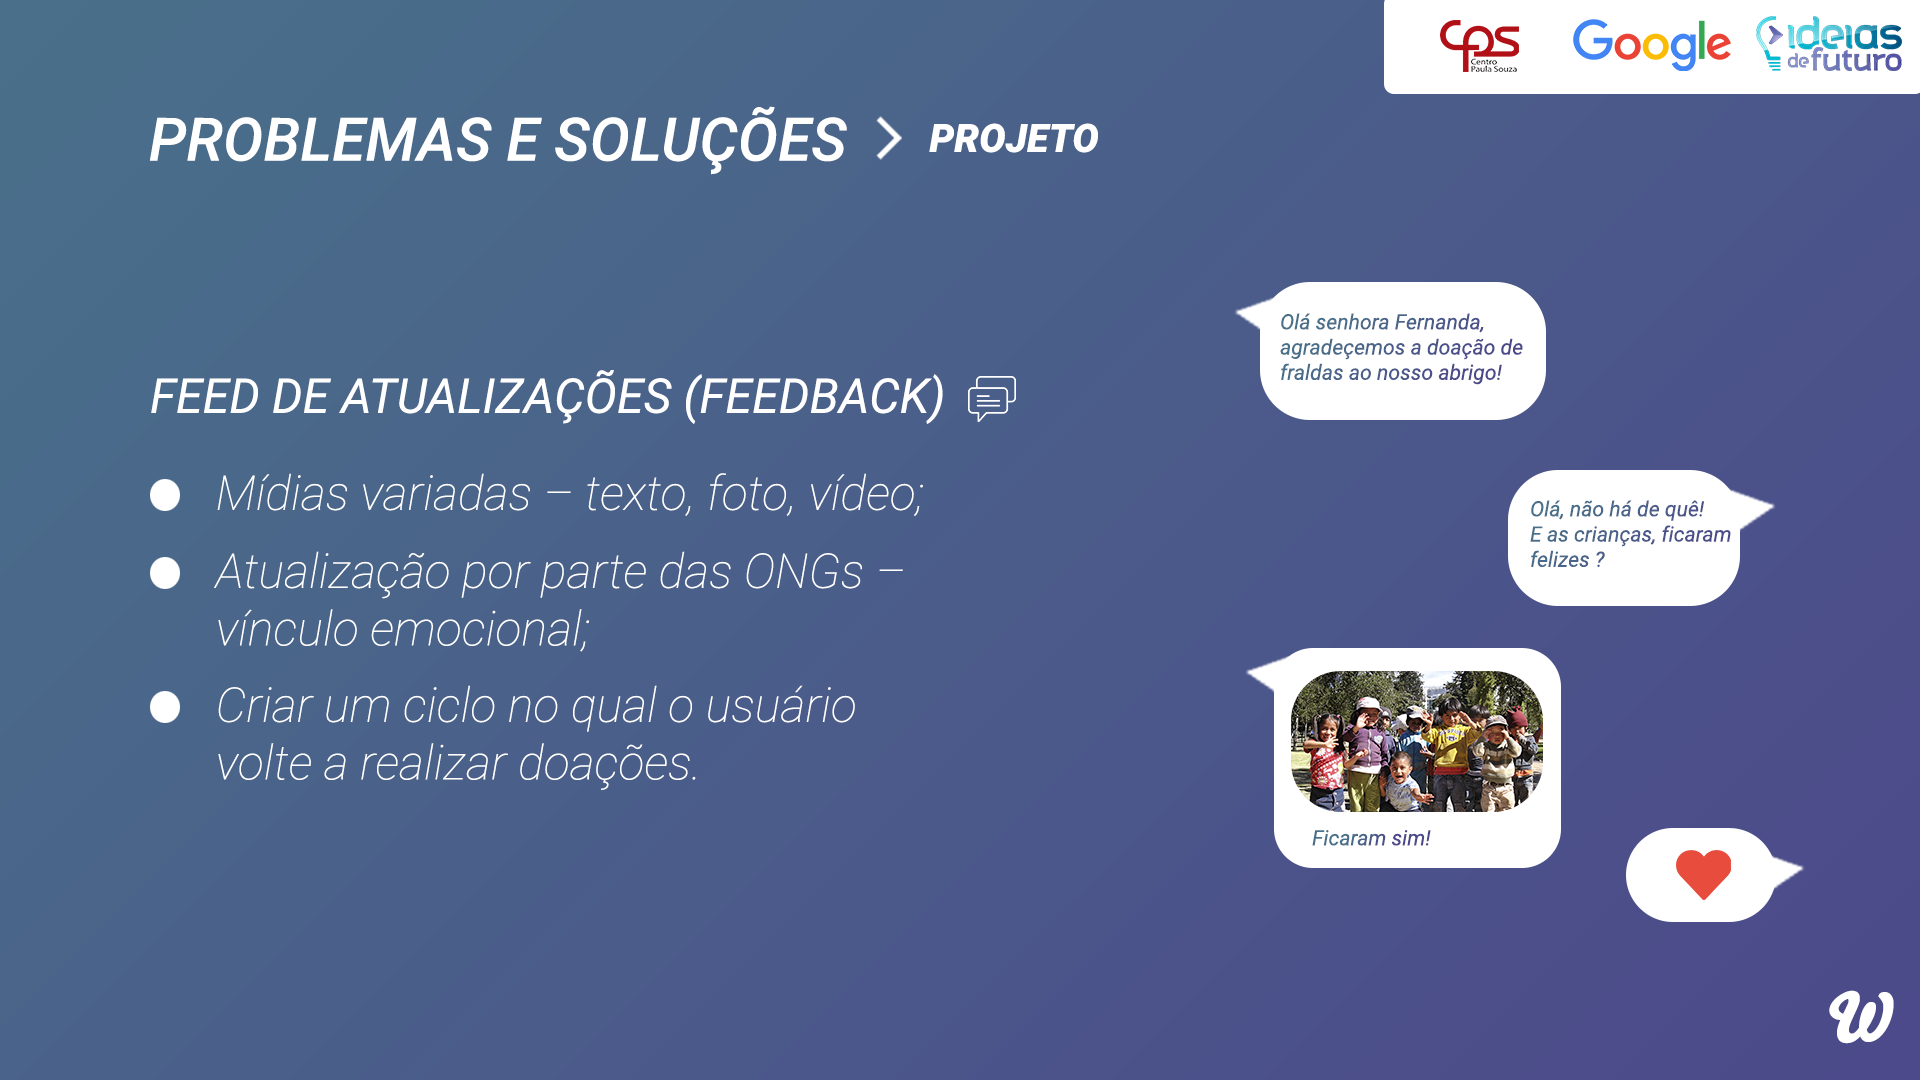 CPS
Centro
Paula Souza
Google
ideias
de futuro
PROBLEMAS E SOLUÇÕES > PROJETO
FEED DE ATUALIZAÇÕES (FEEDBACK)
Mídias variadas – texto, foto, vídeo;
Atualização por parte das ONGs –
vínculo emocional;
Criar um ciclo no qual o usuário
volte a realizar doações.
Olá senhora Fernanda,
agradeçemos a doação de
fraldas ao nosso abrigo!
Olá, não há de quê!
E as crianças, ficaram
felizes ?
Ficaram sim!
W